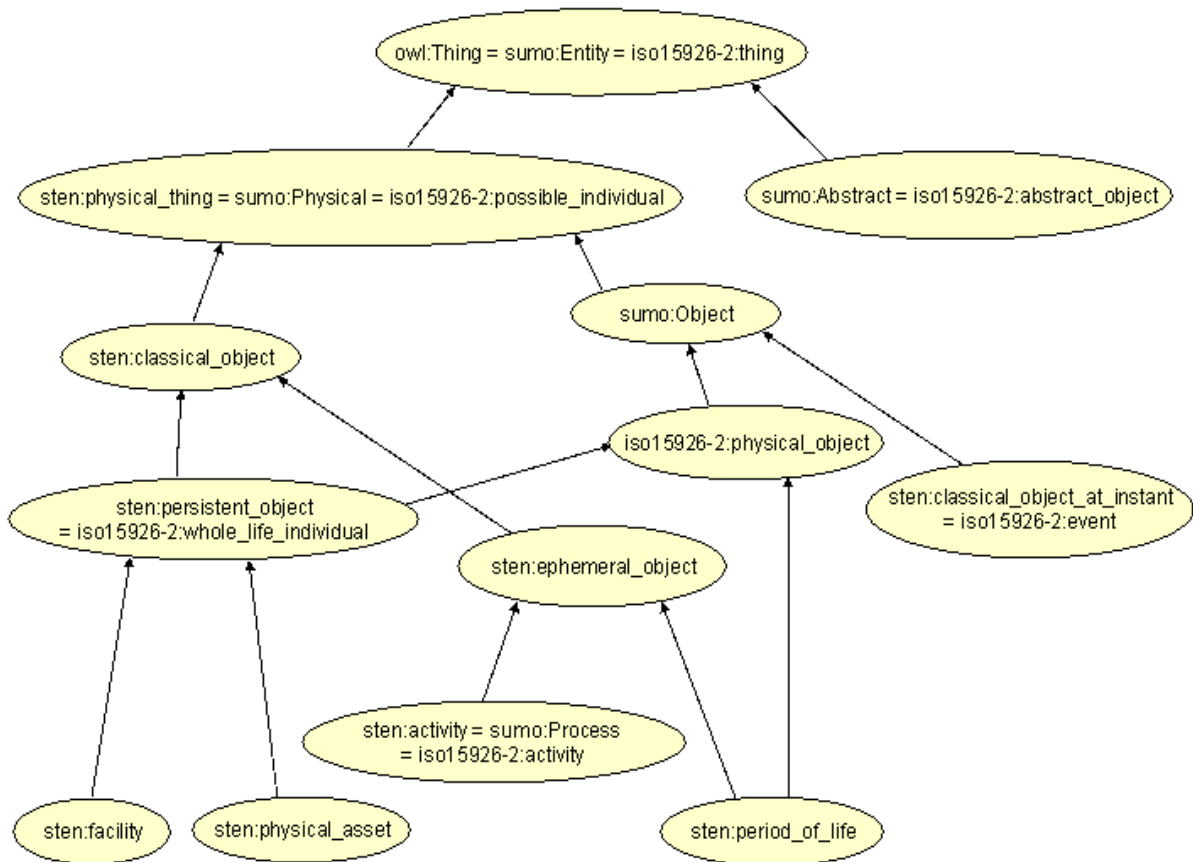 owl:Thing = sumo:Entity = iso15926-2:thing
sten:physical_thing = sumo:Physical = iso15926-2:possible_individual
sumo:Abstract = iso15926-2:abstract_object
sumo:Object
sten:classical_object
iso15926-2:physical_object
sten:persistent_object
= iso15926-2:whole_life_individual
sten:classical_object_at_instant
= iso15926-2:event
sten:ephemeral_object
sten:activity = sumo:Process
= iso15926-2:activity
sten:facility
sten:physical_asset
sten:period_of_life